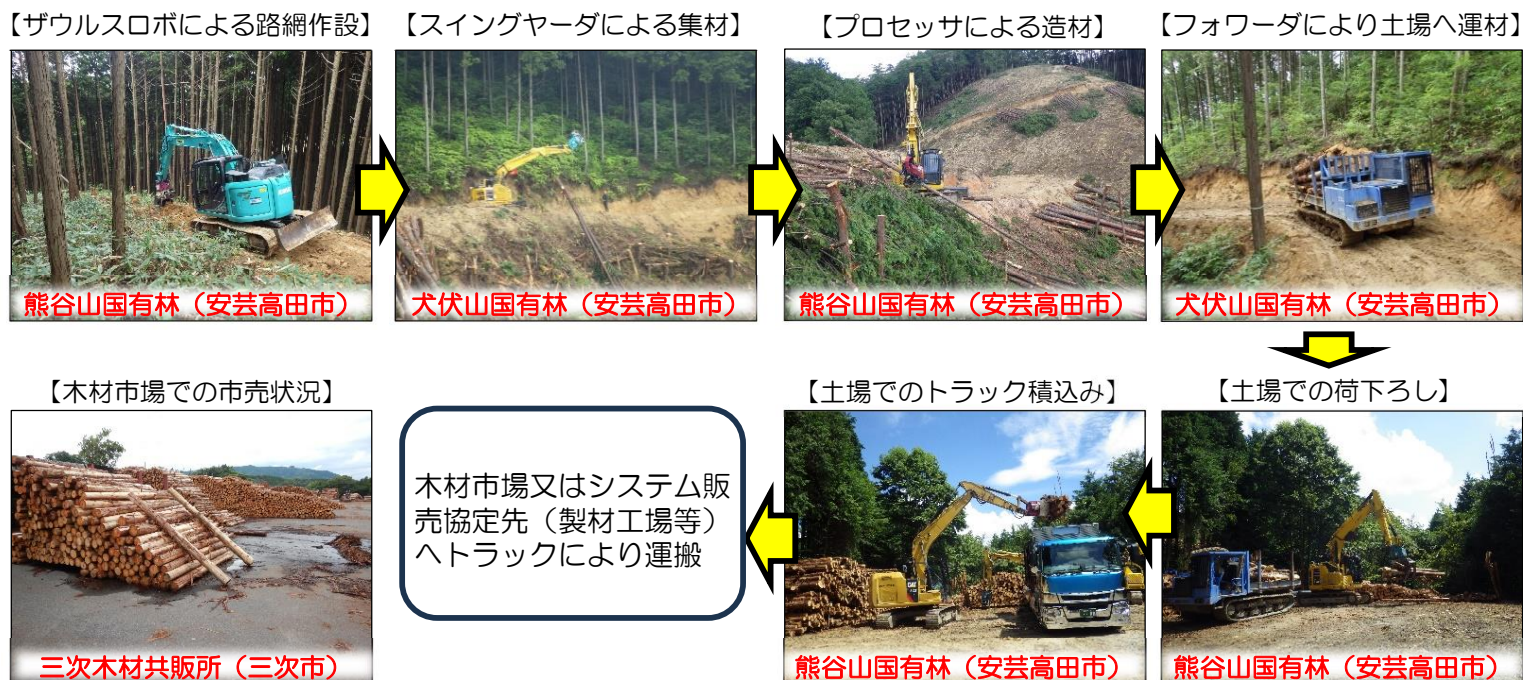 【ザウルスロボによる路網作設】
熊谷山国有林（安芸高田市）
【スイングヤーダによる集材】
犬伏山国有林（安芸高田市）
【プロセッサによる造材】
熊谷山国有林（安芸高田市）
【フォワーダにより土場へ運材】
犬伏山国有林（安芸高田市）
【土場での荷下ろし】
熊谷山国有林（安芸高田市）
【土場でのトラック積込み】
熊谷山国有林（安芸高田市）
木材市場又はシステム販
売協定先（製材工場等）
へトラックにより運搬
【木材市場での市売状況】
三次木材共販所（三次市）